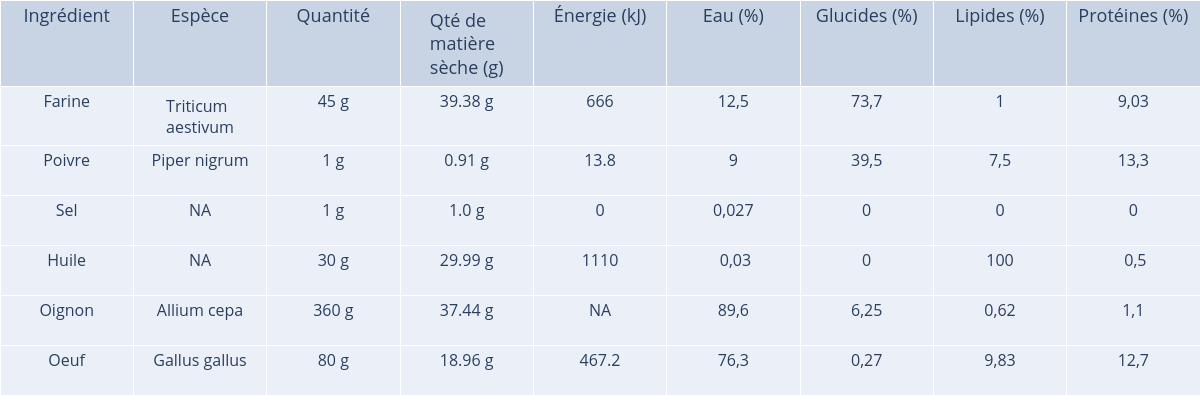 Ingrédient Espèce Quantité Qté de matière sèche (g) Énergie (kJ) Eau (%) Glucides (%) Lipides (%) Protéines (%)
Farine Triticum aestivum 45 g 39.38 g 666 12,5 73,7 1 9,03
Poivre Piper nigrum 1 g 0.91 g 13.8 9 39,5 7,5 13,3
Sel NA 1 g 1.0 g 0 0,027 0 0 0
Huile NA 30 g 29.99 g 1110 0,03 0 100 0,5
Oignon Allium cepa 360 g 37.44 g NA 89,6 6,25 0,62 1,1
Oeuf Gallus gallus 80 g 18.96 g 467.2 76,3 0,27 9,83 12,7